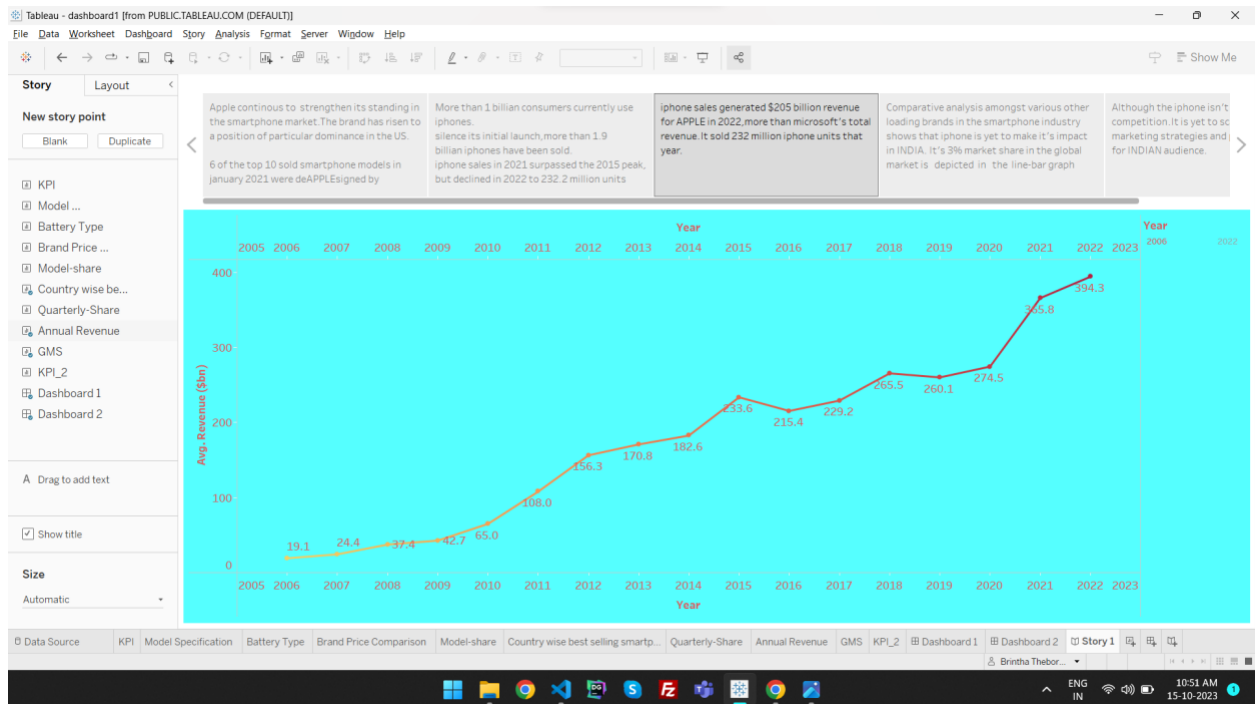 Tableau - dashboard1 [from PUBLIC.TABLEAU.COM (DEFAULT)]
File Data Worksheet Dashboard Story Analysis Format Server Window Help
Show Me
Story Layout
New story point
Blank Duplicate
KPI
Model ...
Battery Type
Brand Price ...
Model-share
Country wise be...
Quarterly-Share
Annual Revenue
GMS
KPI_2
Dashboard 1
Dashboard 2
A Drag to add text
Show title
Size
Automatic
Apple continous to strengthen its standing in
the smartphone market.The brand has risen to
a position of particular dominance in the US.
6 of the top 10 sold smartphone models in
january 2021 were deAPPLEsigned by
More than 1 billian consumers currently use
iphones.
silence its initial launch,more than 1.9
billian iphones have been sold.
iphone sales in 2021 surpassed the 2015 peak,
but declined in 2022 to 232.2 million units
iphone sales generated $205 billion revenue
for APPLE in 2022,more than microsoft's total
revenue. It sold 232 million iphone units that
year.
Comparative analysis amongst various other
loading brands in the smartphone industry
shows that iphone is yet to make it's impact
in INDIA. It's 3% market share in the global
market is depicted in the line-bar graph
Although the iphone isn't
competition.It is yet to sc
marketing strategies and
for INDIAN audience.
Year
2005 2006 2007 2008 2009 2010 2011 2012 2013 2014 2015 2016 2017 2018 2019 2020 2021 2022 2023
Year
2006 2022
Avg. Revenue ($bn)
400
300
200
100
0
19.1
24.4
37.4
42.7
65.0
108.0
156.3
170.8
182.6
233.6
215.4
229.2
265.5
260.1
274.5
365.8
394.3
2005 2006 2007 2008 2009 2010 2011 2012 2013 2014 2015 2016 2017 2018 2019 2020 2021 2022 2023
Year
Data Source KPI Model Specification Battery Type Brand Price Comparison Model-share Country wise best selling smartp... Quarterly-Share Annual Revenue GMS KPI_2 Dashboard 1 Dashboard 2 Story 1
Brintha Thebor...
ENG
IN
10:51 AM
15-10-2023
1